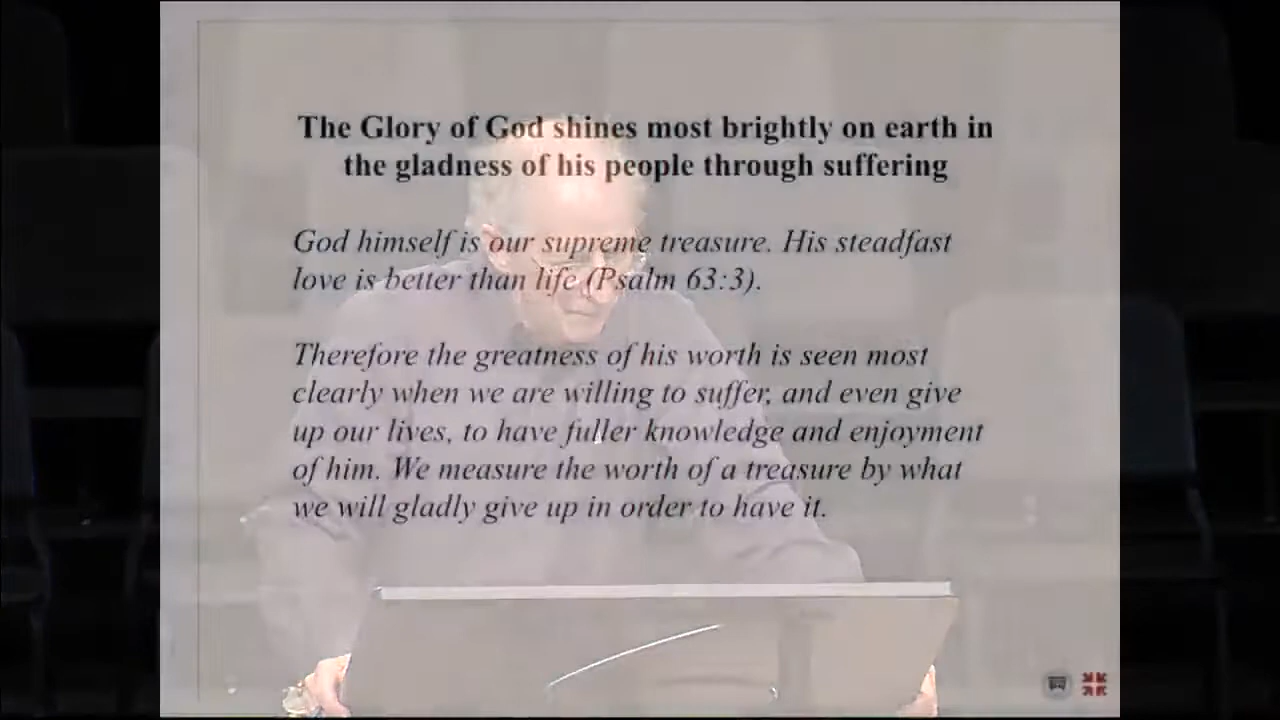 The Glory of God shines most brightly on earth in
the gladness of his people through suffering
God himself is our supreme treasure. His steadfast
love is better than life (Psalm 63:3).
Therefore the greatness of his worth is seen most
clearly when we are willing to suffer, and even give
up our lives, to have fuller knowledge and enjoyment
of him. We measure the worth of a treasure by what
we will gladly give up in order to have it.